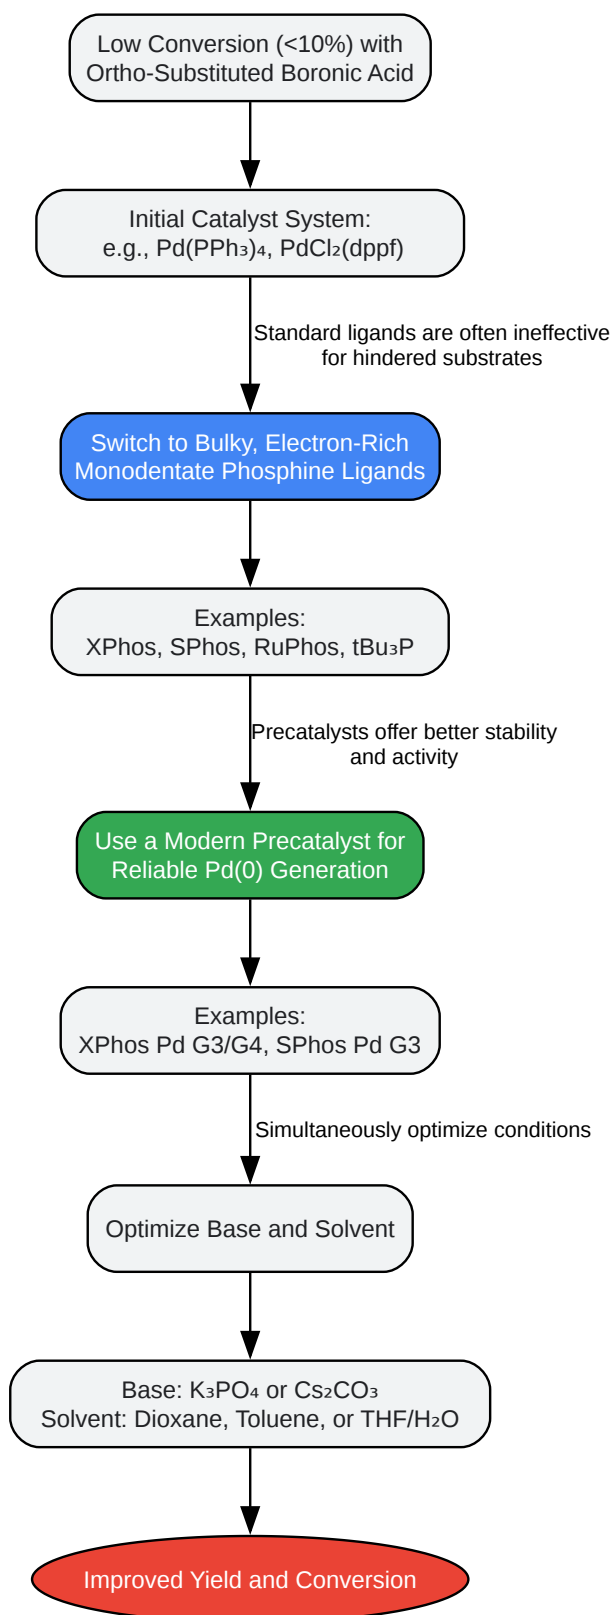 Low Conversion (<10%) with
Ortho-Substituted Boronic Acid
Initial Catalyst System:
e.g., Pd(PPh₃)₄, PdCl₂(dppf)
Standard ligands are often ineffective
for hindered substrates
Switch to Bulky, Electron-Rich
Monodentate Phosphine Ligands
Examples:
XPhos, SPhos, RuPhos, tBu₃P
Precatalysts offer better stability
and activity
Use a Modern Precatalyst for
Reliable Pd(0) Generation
Examples:
XPhos Pd G3/G4, SPhos Pd G3
Simultaneously optimize conditions
Optimize Base and Solvent
Base: K₃PO₄ or Cs₂CO₃
Solvent: Dioxane, Toluene, or THF/H₂O
Improved Yield and Conversion